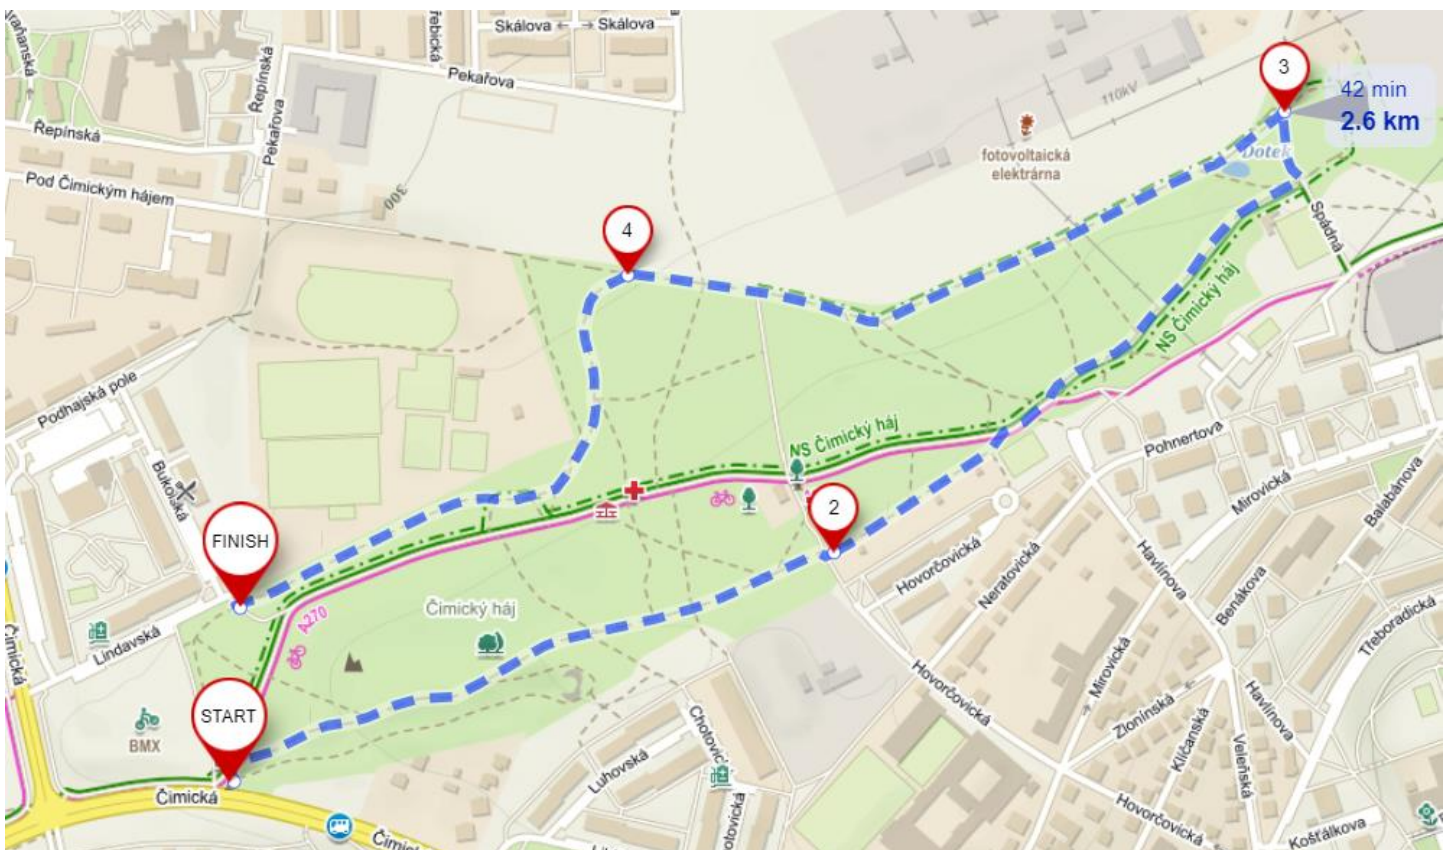 Skálova
Skálova
Řepínská
Pekařova
3
42 min
2.6 km
110kV
Řepínská
Pekařova
fotovoltaická
elektrárna
Dotek
Pod Čimickým hájem
300
4
Spádná
NS Čimický háj
Podhajská pole
Bukolská
NS Čimický háj
Pohnertova
Mirovická
Balabánova
2
FINISH
Hovorčovická
Neratovická
Havlínova
Benákova
Třeboradická
A270
Čimický háj
Lindavská
Čimická
Hovorčovická
Mirovická
Zlonínská
Havlínova
START
BMX
Klíčanská
Veleňská
Luhovská
Čimická
Hovorčovická
Košťálkova